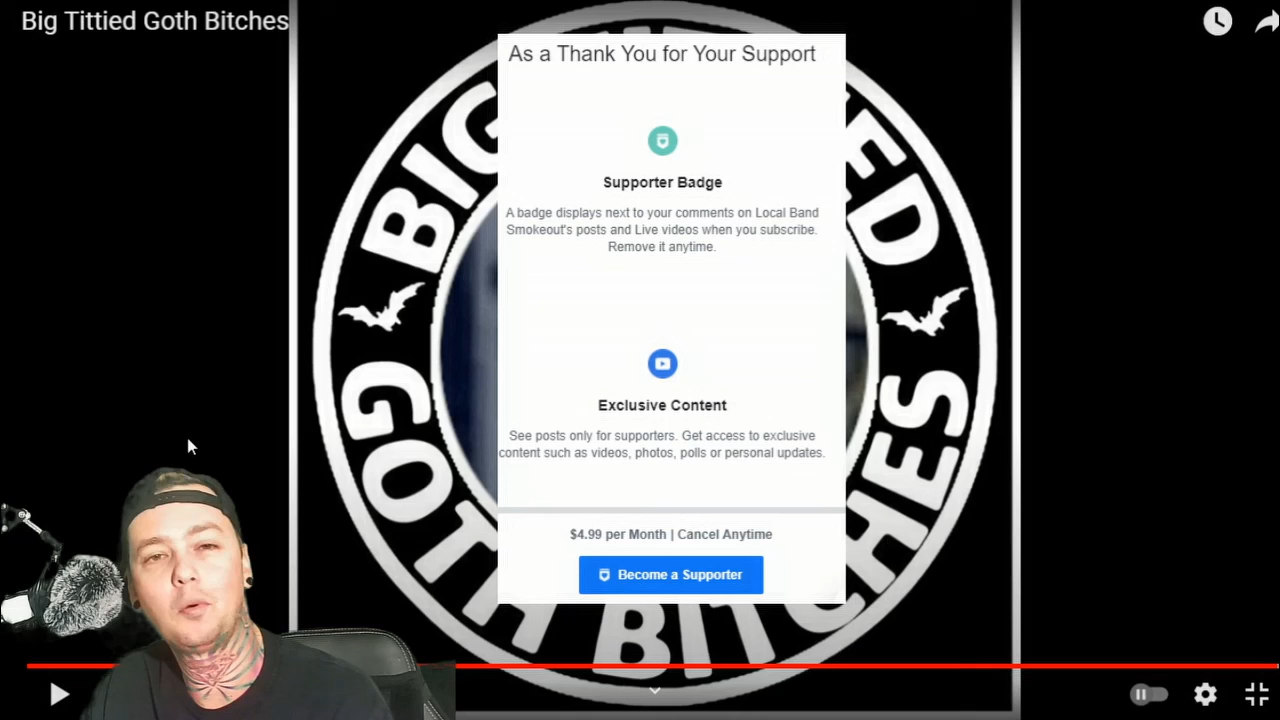 Big Tittied Goth Bitches
As a Thank You for Your Support
Supporter Badge
A badge displays next to your comments on Local Band
Smokeout's posts and Live videos when you subscribe.
Remove it anytime.
Exclusive Content
See posts only for supporters. Get access to exclusive
content such as videos, photos, polls or personal updates.
$4.99 per Month | Cancel Anytime
Become a Supporter
BIG
GOTH BITCHES